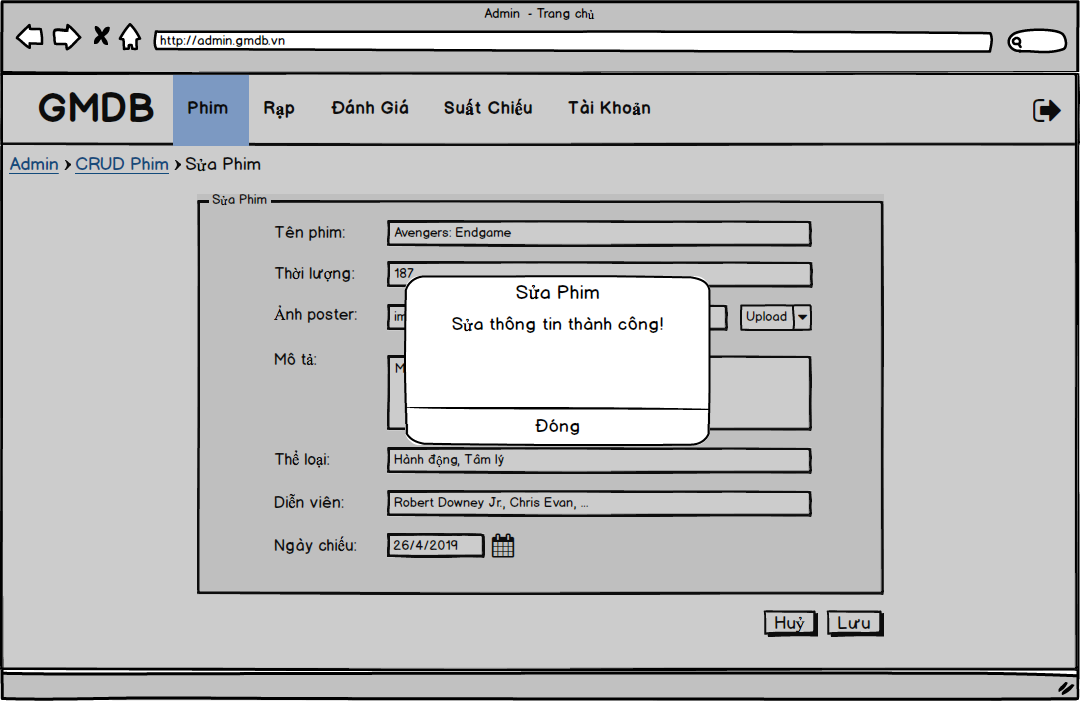 Admin - Trang chủ
http://admin.gmdb.vn
GMDB Phim Rạp Đánh Giá Suất Chiếu Tài Khoản
Admin > CRUD Phim > Sửa Phim
Sửa Phim
Tên phim: Avengers: Endgame
Thời lượng: 187
Ảnh poster: Upload
Mô tả:
Sửa Phim
Sửa thông tin thành công!
Đóng
Thể loại: Hành động, Tâm lý
Diễn viên: Robert Downey Jr., Chris Evan, ...
Ngày chiếu: 26/4/2019
Huỷ Lưu